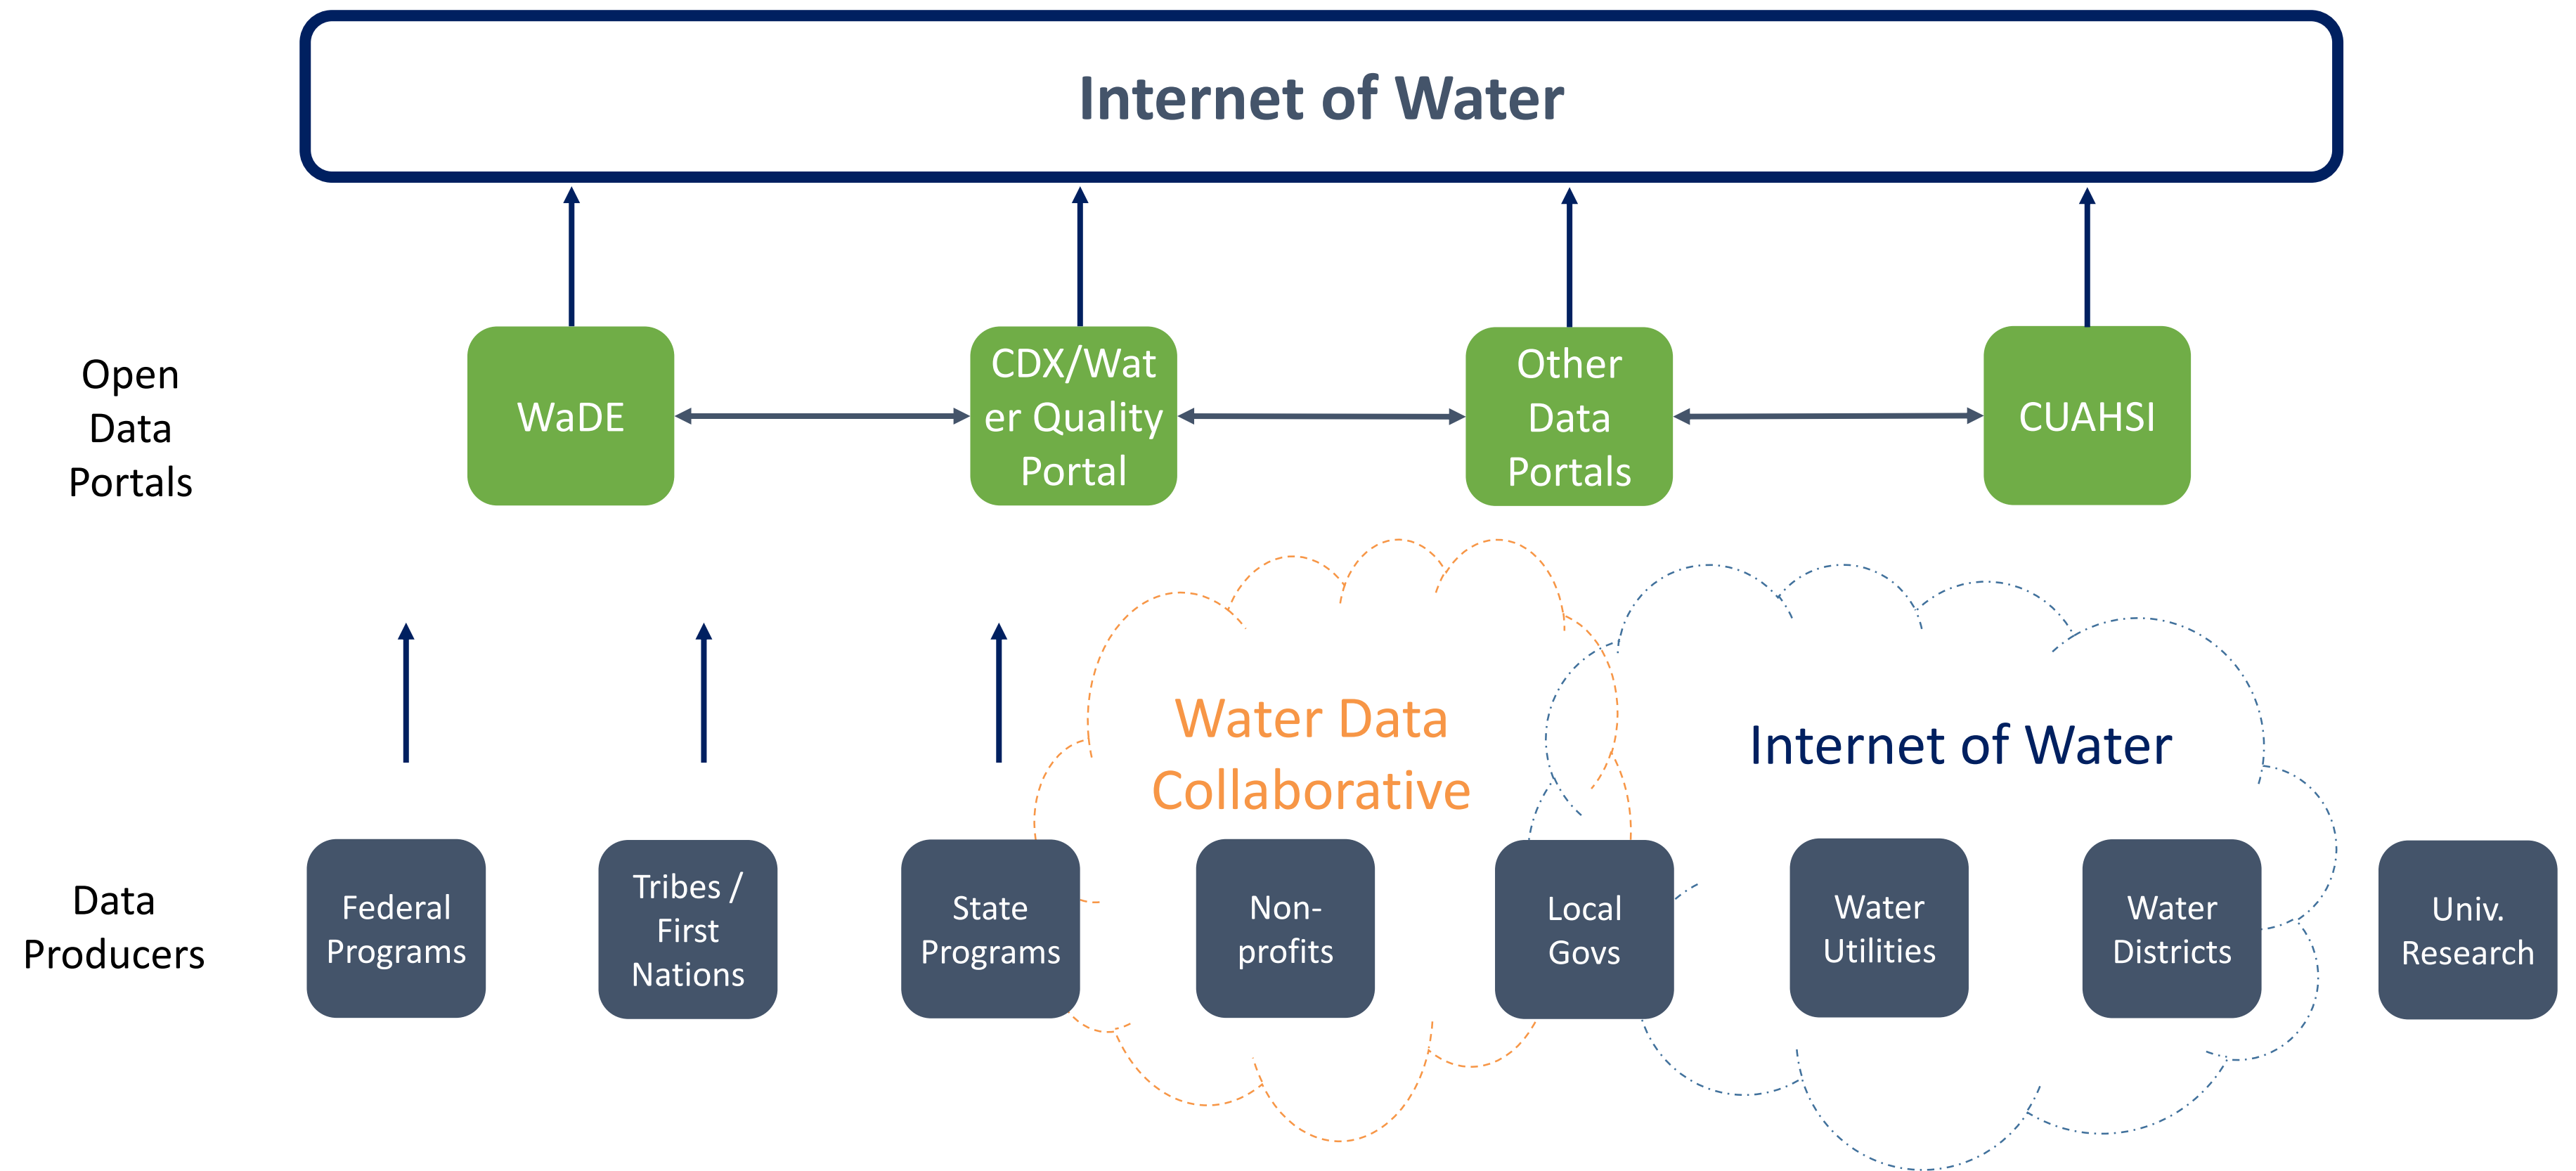 Internet of Water
Open
Data
Portals
WaDE
CDX/Wat
er Quality
Portal
Other
Data
Portals
CUAHSI
Water Data
Collaborative
Internet of Water
Data
Producers
Federal
Programs
Tribes /
First
Nations
State
Programs
Non-
profits
Local
Govs
Water
Utilities
Water
Districts
Univ.
Research